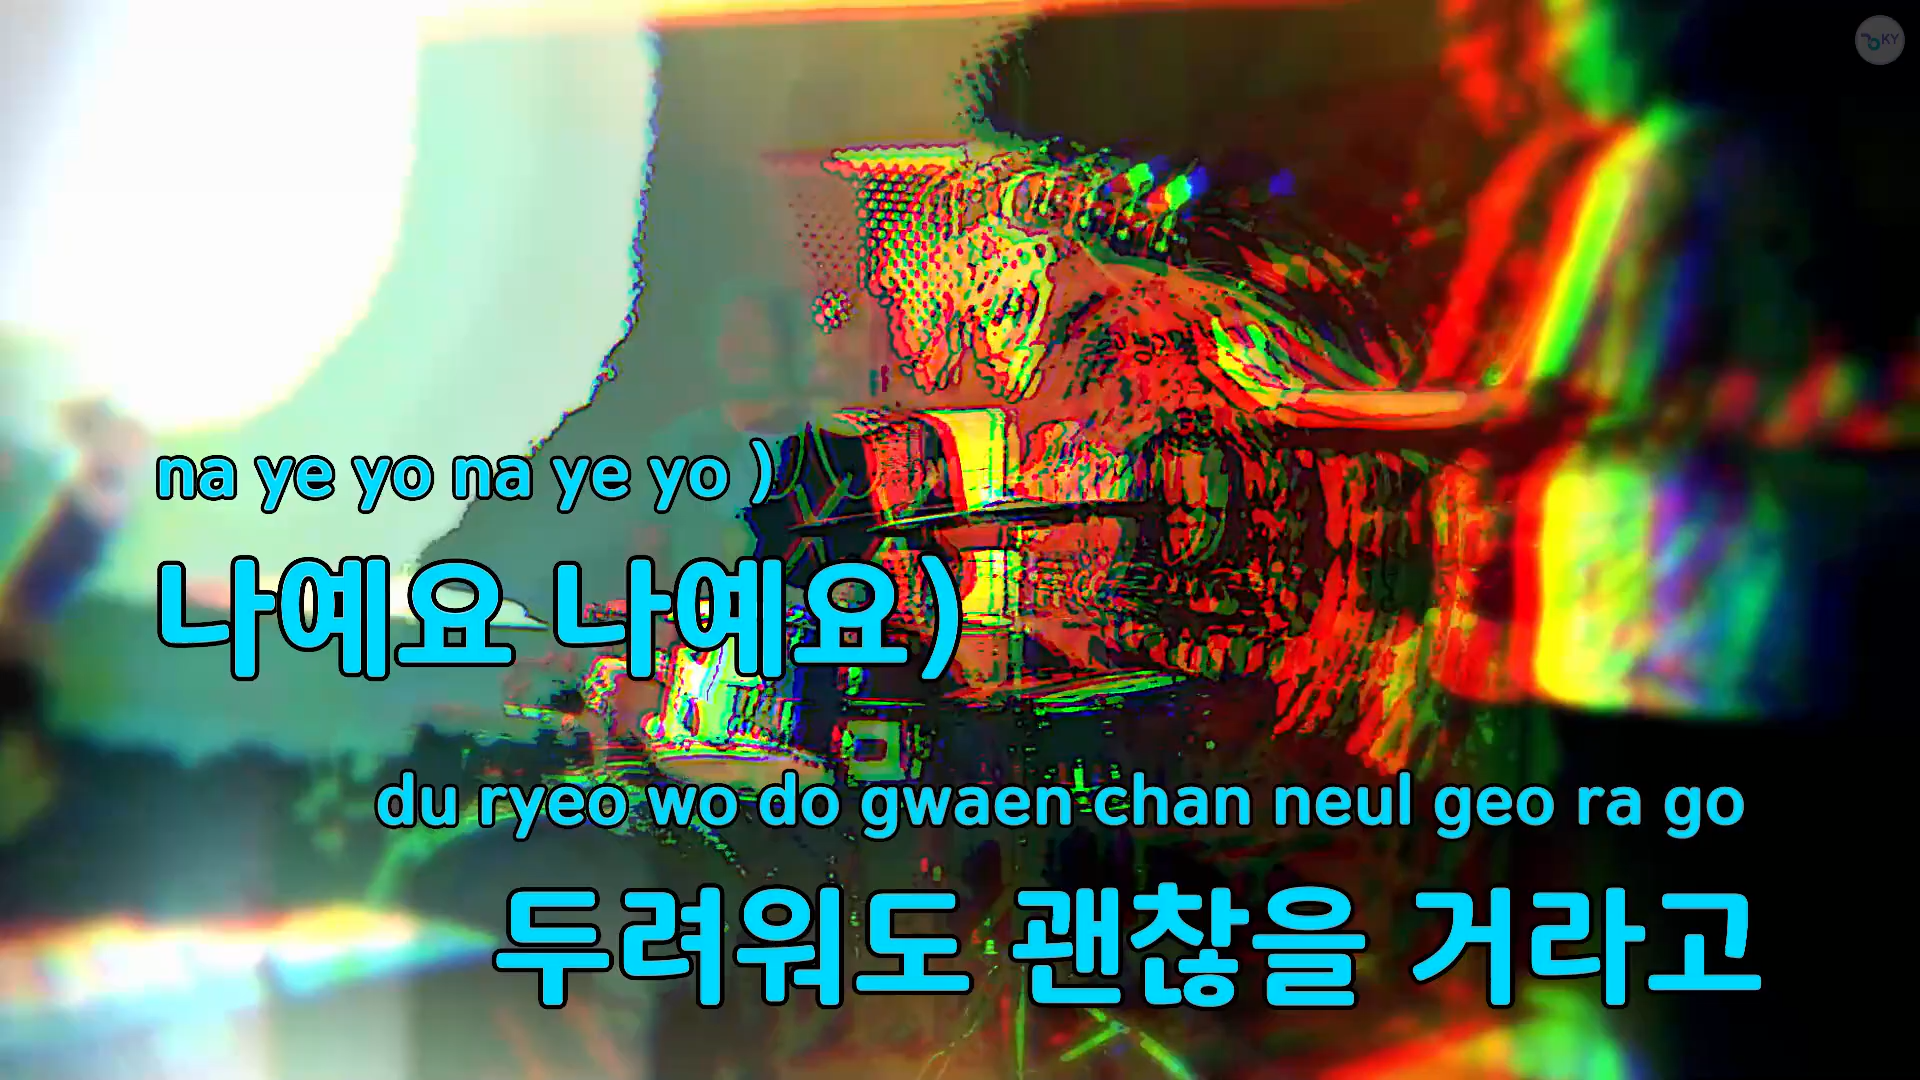 KY
na ye yo na ye yo )
나예요 나예요)
du ryeo wo do gwaen chan neul geo ra go
두려워도 괜찮을 거라고